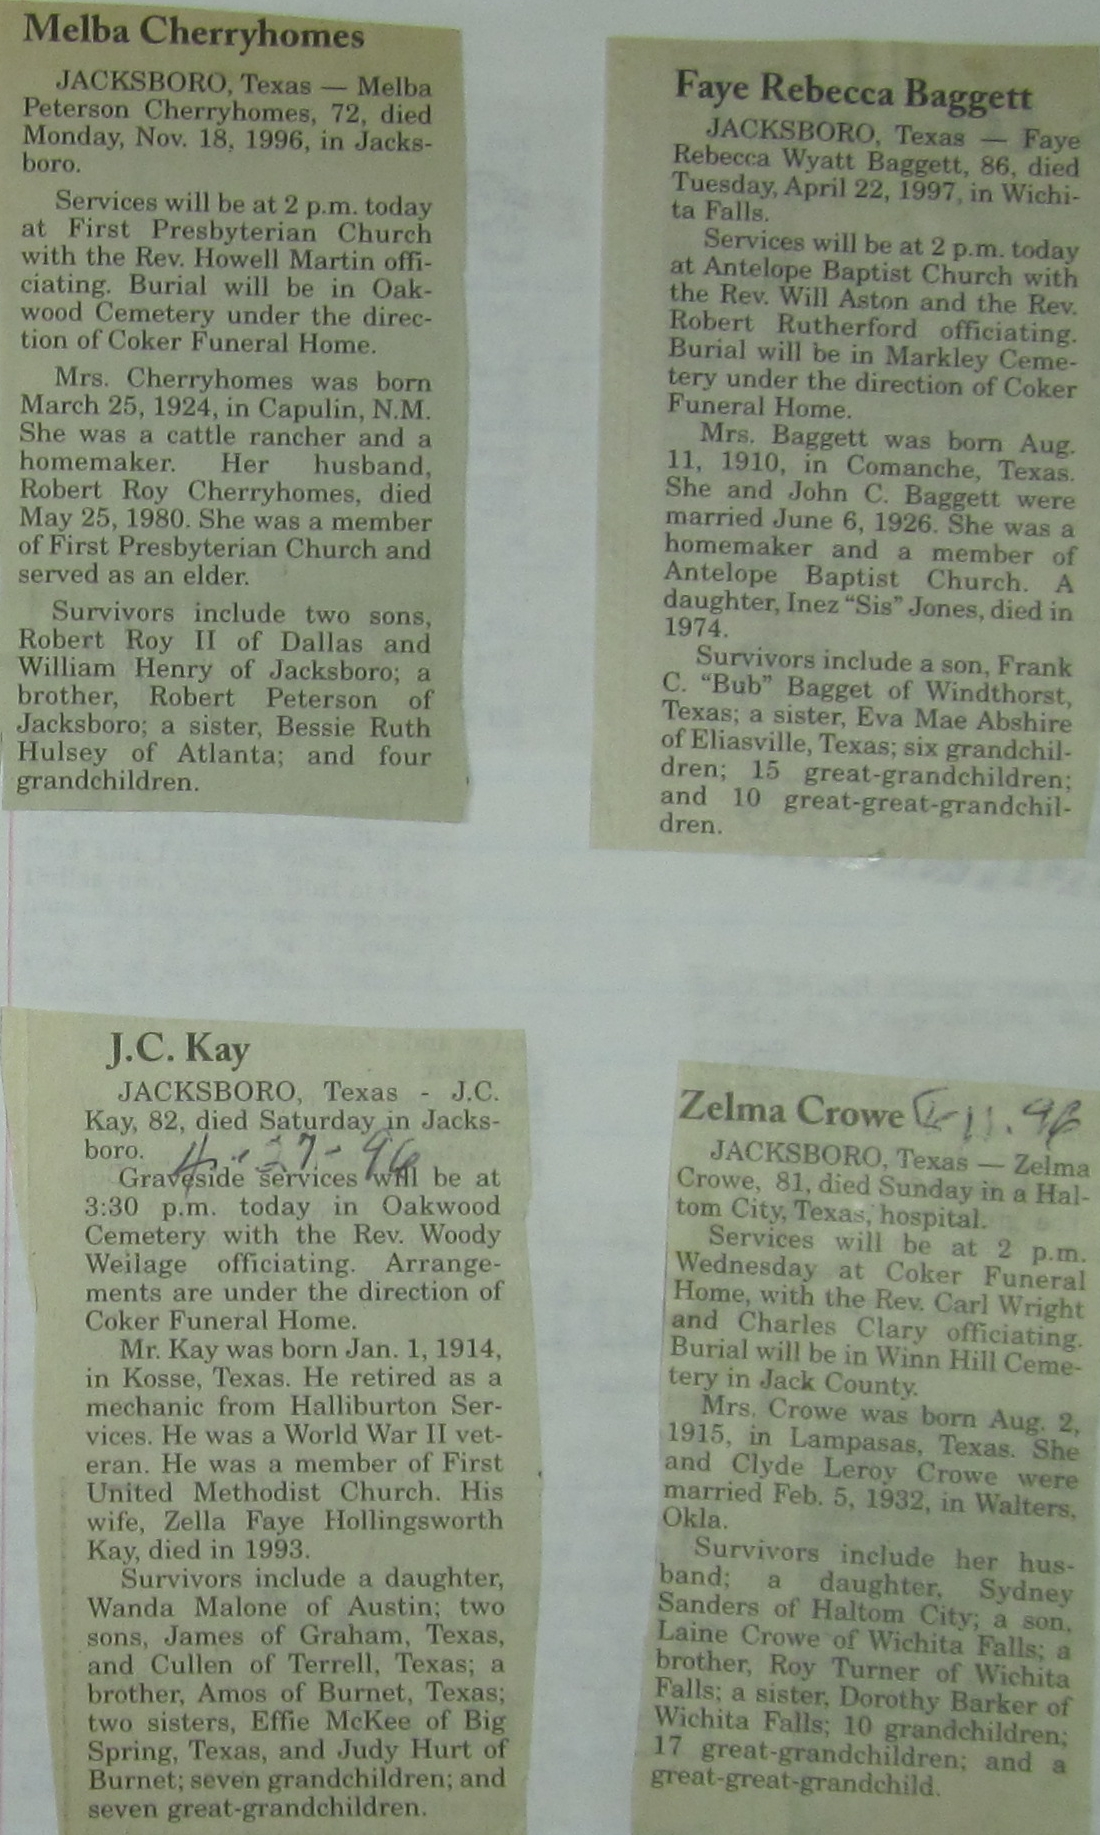 Melba Cherryhomes
JACKSBORO, Texas — Melba
Peterson Cherryhomes, 72, died
Monday, Nov. 18, 1996, in Jacks-
boro.
Services will be at 2 p.m. today
at First Presbyterian Church
with the Rev. Howell Martin offi-
ciating. Burial will be in Oak-
wood Cemetery under the direc-
tion of Coker Funeral Home.
Mrs. Cherryhomes was born
March 25, 1924, in Capulin, N.M.
She was a cattle rancher and a
homemaker. Her husband,
Robert Roy Cherryhomes, died
May 25, 1980. She was a member
of First Presbyterian Church and
served as an elder.
Survivors include two sons,
Robert Roy II of Dallas and
William Henry of Jacksboro; a
brother, Robert Peterson of
Jacksboro; a sister, Bessie Ruth
Hulsey of Atlanta; and four
grandchildren.
Faye Rebecca Baggett
JACKSBORO, Texas — Faye
Rebecca Wyatt Baggett, 86, died
Tuesday, April 22, 1997, in Wichi-
ta Falls.
Services will be at 2 p.m. today
at Antelope Baptist Church with
the Rev. Will Aston and the Rev.
Robert Rutherford officiating.
Burial will be in Markley Ceme-
tery under the direction of Coker
Funeral Home.
Mrs. Baggett was born Aug.
11, 1910, in Comanche, Texas.
She and John C. Baggett were
married June 6, 1926. She was a
homemaker and a member of
Antelope Baptist Church. A
daughter, Inez “Sis” Jones, died in
1974.
Survivors include a son, Frank
C. “Bub” Bagget of Windthorst,
Texas; a sister, Eva Mae Abshire
of Eliasville, Texas; six grandchil-
dren; 15 great-grandchildren;
and 10 great-great-grandchil-
dren.
J.C. Kay
JACKSBORO, Texas - J.C.
Kay, 82, died Saturday in Jacks-
boro. 4-27-96
Graveside services will be at
3:30 p.m. today in Oakwood
Cemetery with the Rev. Woody
Weilage officiating. Arrange-
ments are under the direction of
Coker Funeral Home.
Mr. Kay was born Jan. 1, 1914,
in Kosse, Texas. He retired as a
mechanic from Halliburton Ser-
vices. He was a World War II vet-
eran. He was a member of First
United Methodist Church. His
wife, Zella Faye Hollingsworth
Kay, died in 1993.
Survivors include a daughter,
Wanda Malone of Austin; two
sons, James of Graham, Texas,
and Cullen of Terrell, Texas; a
brother, Amos of Burnet, Texas;
two sisters, Effie McKee of Big
Spring, Texas, and Judy Hurt of
Burnet; seven grandchildren; and
seven great-grandchildren.
Zelma Crowe
JACKSBORO, Texas — Zelma
Crowe, 81, died Sunday in a Hal-
tom City, Texas, hospital.
Services will be at 2 p.m.
Wednesday at Coker Funeral
Home, with the Rev. Carl Wright
and Charles Clary officiating.
Burial will be in Winn Hill Ceme-
tery in Jack County.
Mrs. Crowe was born Aug. 2,
1915, in Lampasas, Texas. She
and Clyde Leroy Crowe were
married Feb. 5, 1932, in Walters,
Okla.
Survivors include her hus-
band; a daughter, Sydney
Sanders of Haltom City; a son,
Laine Crowe of Wichita Falls; a
brother, Roy Turner of Wichita
Falls; a sister, Dorothy Barker of
Wichita Falls; 10 grandchildren;
17 great-grandchildren; and a
great-great-grandchild.